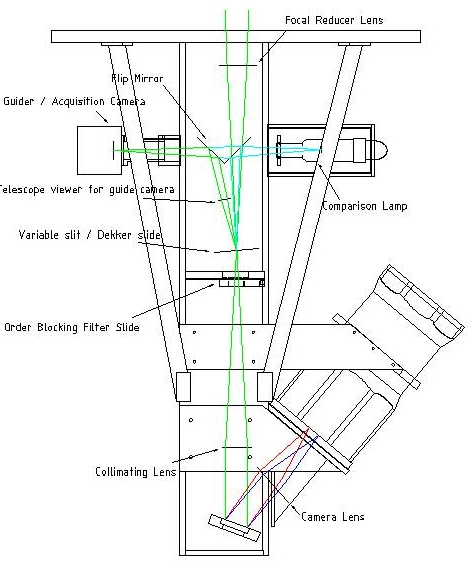 Focal Reducer Lens
Flip Mirror
Guider / Acquisition Camera
Telescope viewer for guide camera
Comparison Lamp
Variable slit / Dekker slide
Order Blocking Filter Slide
Collimating Lens
Camera Lens